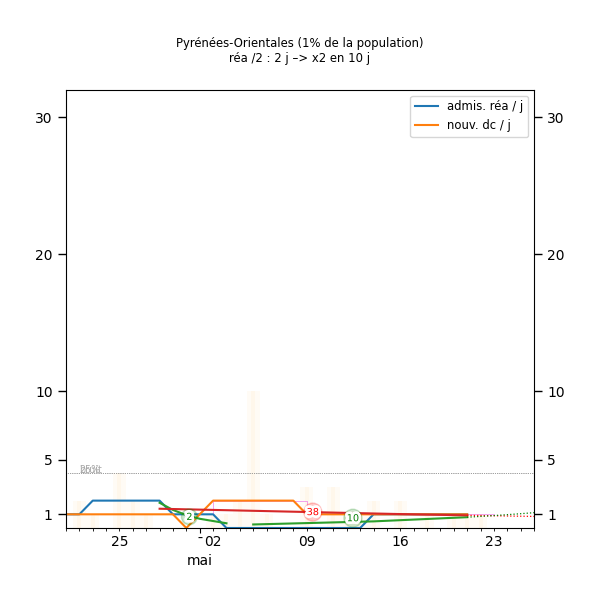 Pyrénées-Orientales (1% de la population)
réa /2 : 2 j –> x2 en 10 j
admis. réa / j
nouv. dc / j
30 30
20 20
10 10
5 5
1 1
2
38
10
25 02 09 16 23
mai